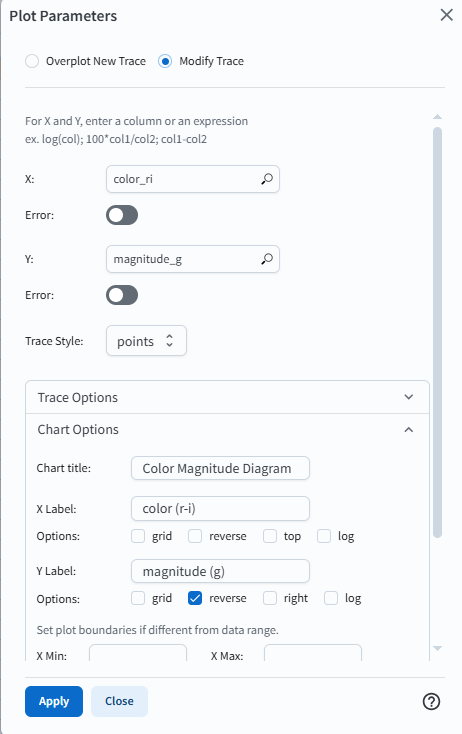 Plot Parameters
Overplot New Trace Modify Trace
For X and Y, enter a column or an expression
ex. log(col); 100*col1/col2; col1-col2
X: color_ri
Error:
Y: magnitude_g
Error:
Trace Style: points
Trace Options
Chart Options
Chart title: Color Magnitude Diagram
X Label: color (r-i)
Options: grid reverse top log
Y Label: magnitude (g)
Options: grid reverse right log
Set plot boundaries if different from data range.
X Min: X Max:
Apply Close ?